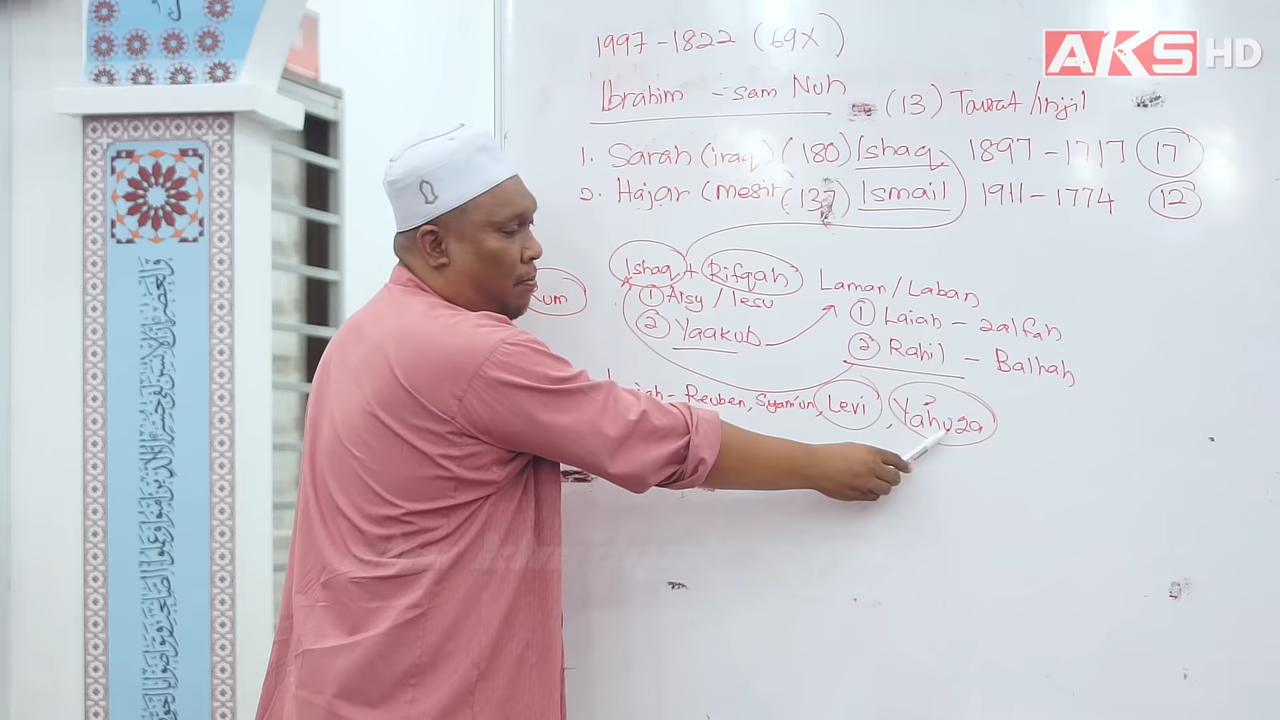 AKS HD
1997-1822 (69x)
Ibrahim - sam Nuh - (13) Taurat/Injil
1. Sarah (iraq) (180) Ishaq 1897-1717 17
2. Hajar (mesir) (137) Ismail 1911-1774 12
Ishaq + Rifqah Laman/Laban
um ① Aisy / Iesu ① Laiah - zalfah
② Yaakub ② Rahil - Balhah
Reuben, Syam'un, Levi, Yahuza